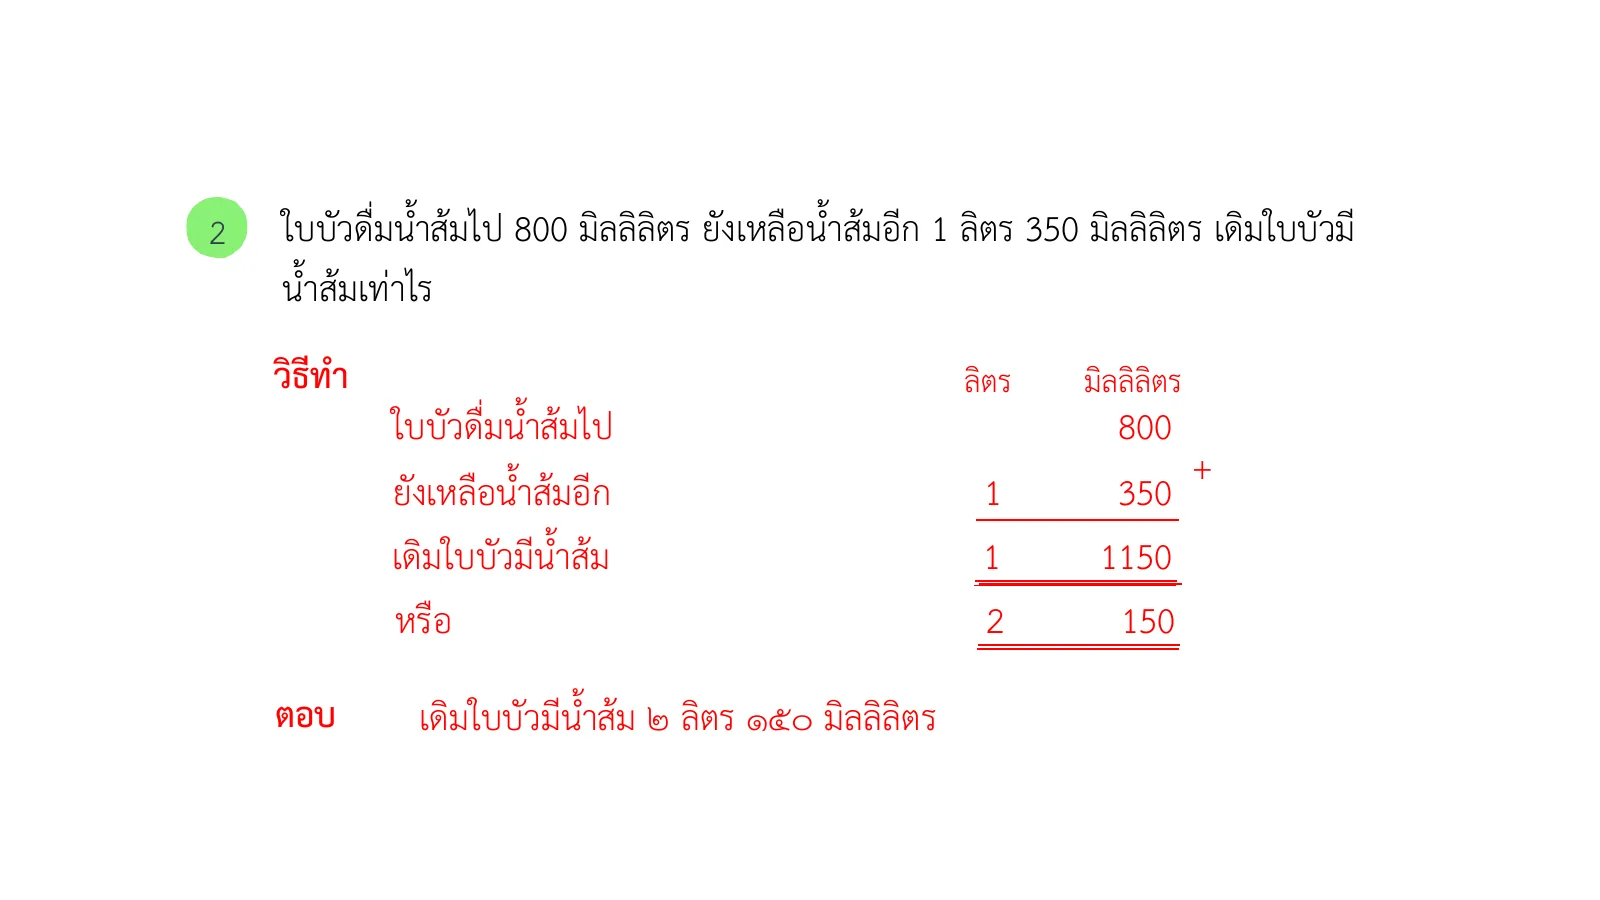 2 ใบบัวดื่มน้ำส้มไป 800 มิลลิลิตร ยังเหลือน้ำส้มอีก 1 ลิตร 350 มิลลิลิตร เดิมใบบัวมี
น้ำส้มเท่าไร
วิธีทำ ลิตร มิลลิลิตร
ใบบัวดื่มน้ำส้มไป 800
+
ยังเหลือน้ำส้มอีก 1 350
เดิมใบบัวมีน้ำส้ม 1 1150
หรือ 2 150
ตอบ เดิมใบบัวมีน้ำส้ม ๒ ลิตร ๑๕๐ มิลลิลิตร